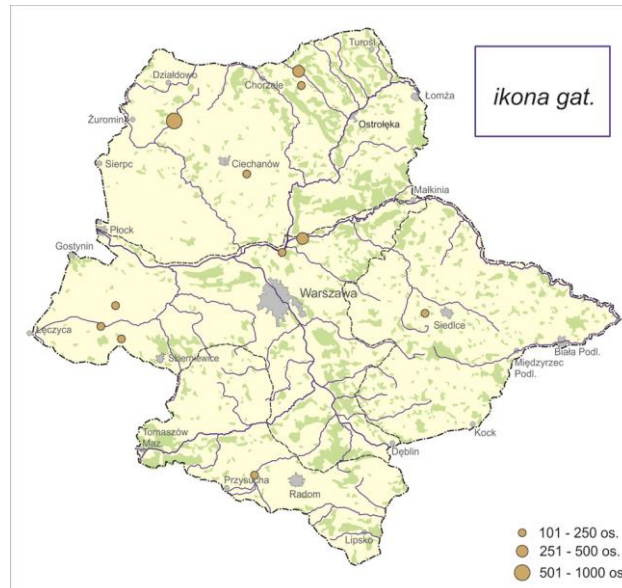 Turośl
Działdowo
Chorzele
ikona gat.
Łomża
Żuromin
Ostrołęka
Sierpc
Ciechanów
Małkinia
Płock
Gostynin
Warszawa
Siedlce
Łęczyca
Skierniewice
Biała Podl.
Międzyrzec
Podl.
Tomaszów
Maz.
Kock
Dęblin
Przysucha
Radom
Lipsko
101 - 250 os.
251 - 500 os.
501 - 1000 os